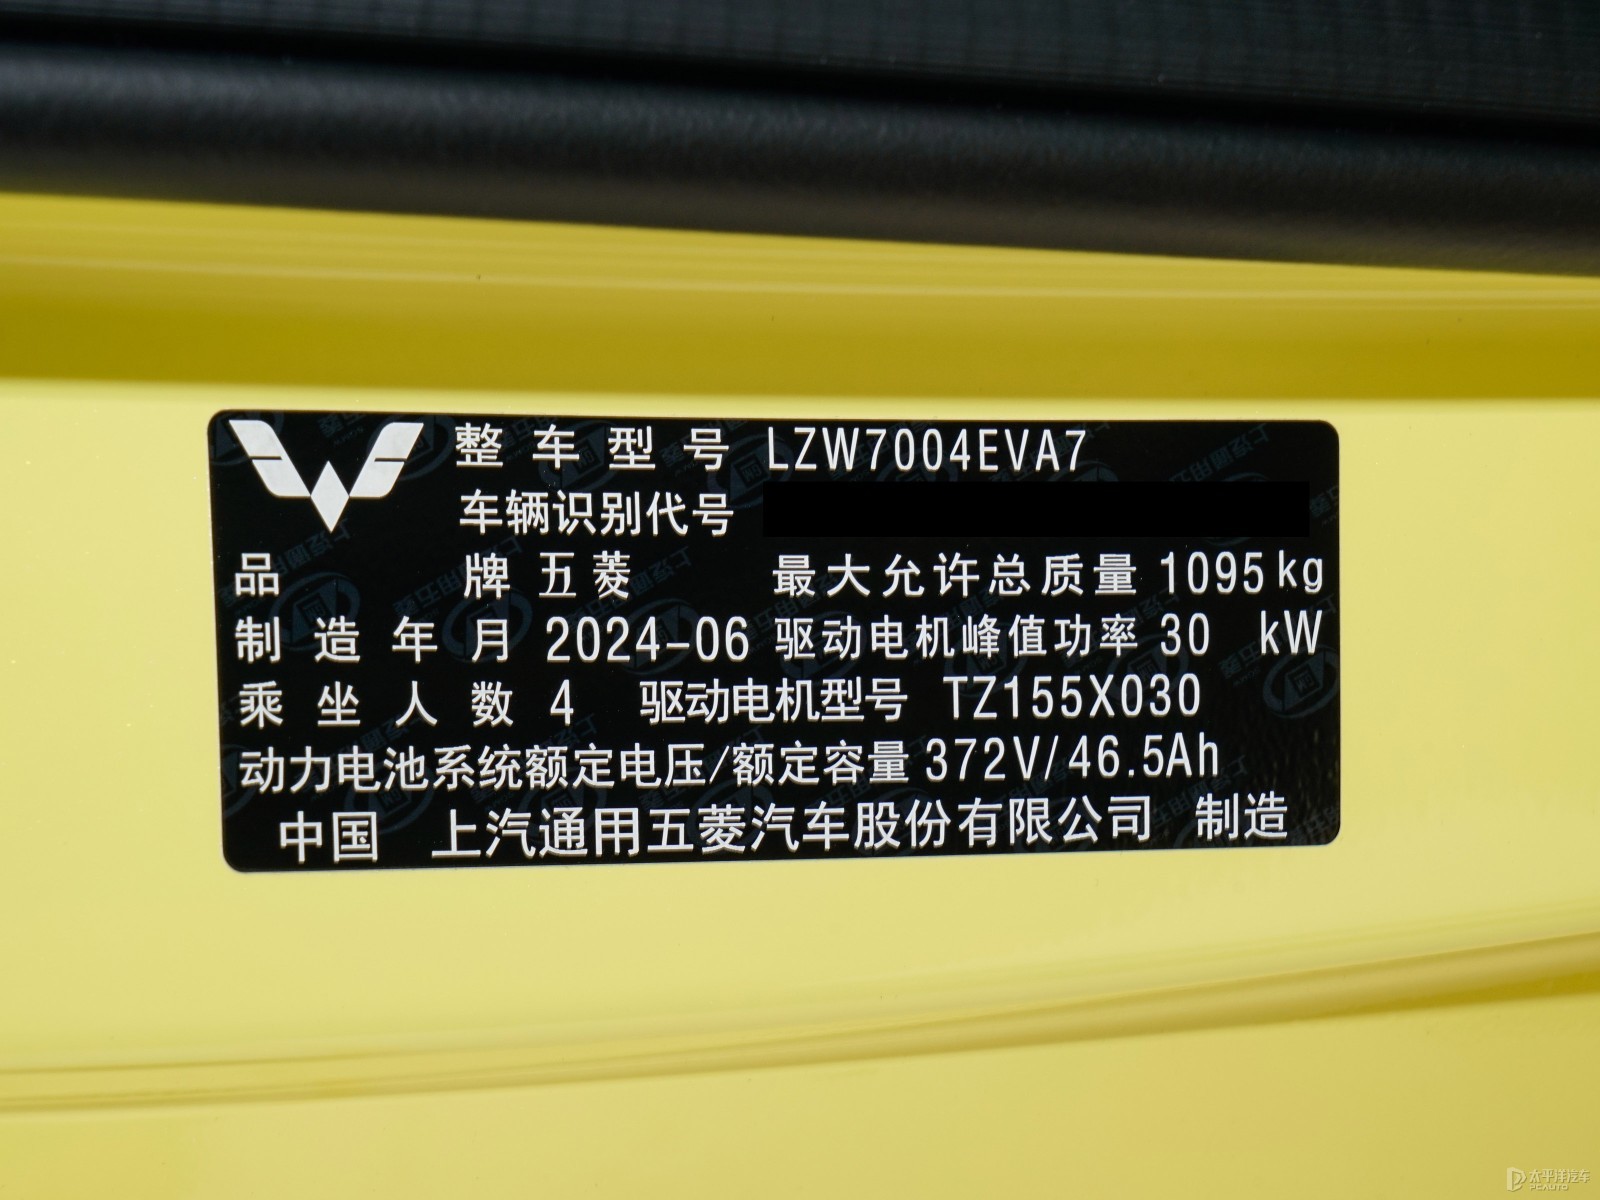 整车型号 LZW7004EVA7
车辆识别代号
品牌 五菱 最大允许总质量 1095kg
制造年月 2024-06 驱动电机峰值功率 30 kW
乘坐人数 4 驱动电机型号 TZ155X030
动力电池系统额定电压/额定容量 372V/46.5Ah
中国 上汽通用五菱汽车股份有限公司 制造
太平洋汽车
PCAUTO